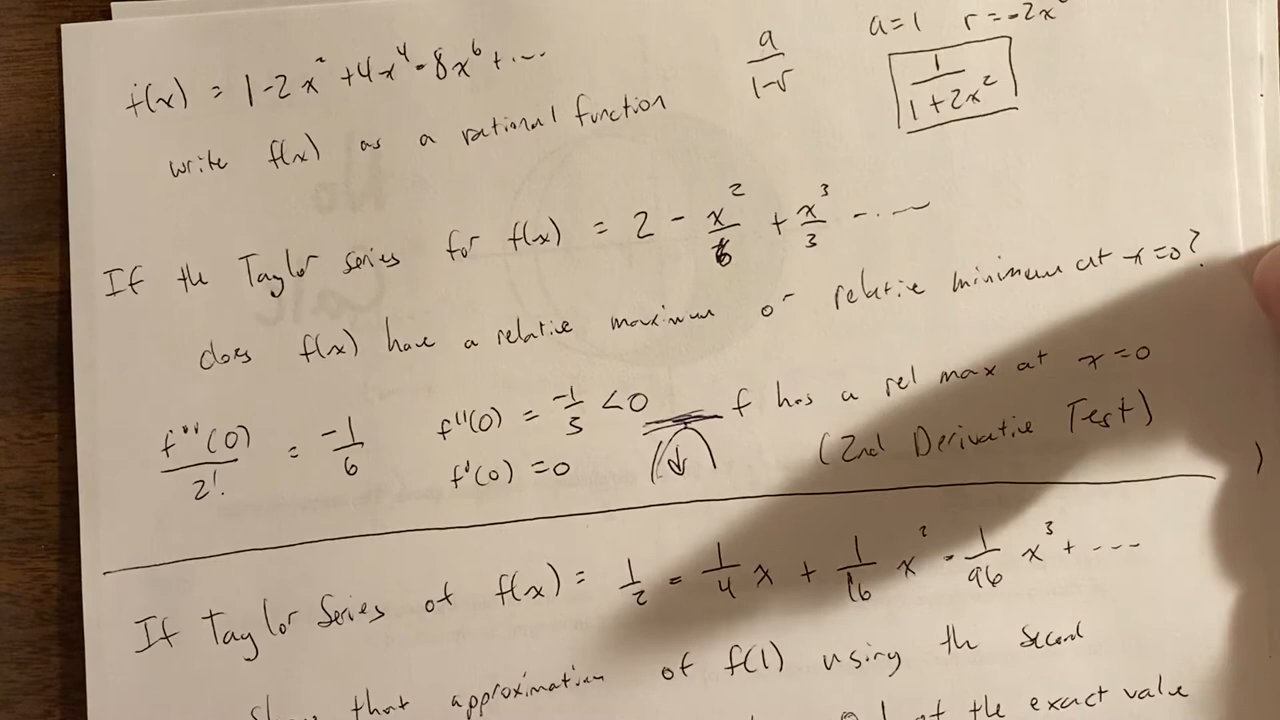 f(x) = 1 - 2x² + 4x⁴ - 8x⁶ + ...
a/(1-r)
a=1 r=-2x²
1/(1+2x²)
write f(x) as a rational function
If the Taylor series for f(x) = 2 - x²/6 + x³/3 - ...
does f(x) have a relative maximum or relative minimum at x=0?
f''(0)/2! = -1/6
f''(0) = -1/3 <0
f'(0) = 0
f has a rel max at x=0
(2nd Derivative Test)
If Taylor Series of f(x) = 1/2 - 1/4 x + 1/16 x² - 1/96 x³ + ...
Show that approximation of f(1) using the second
of the exact value